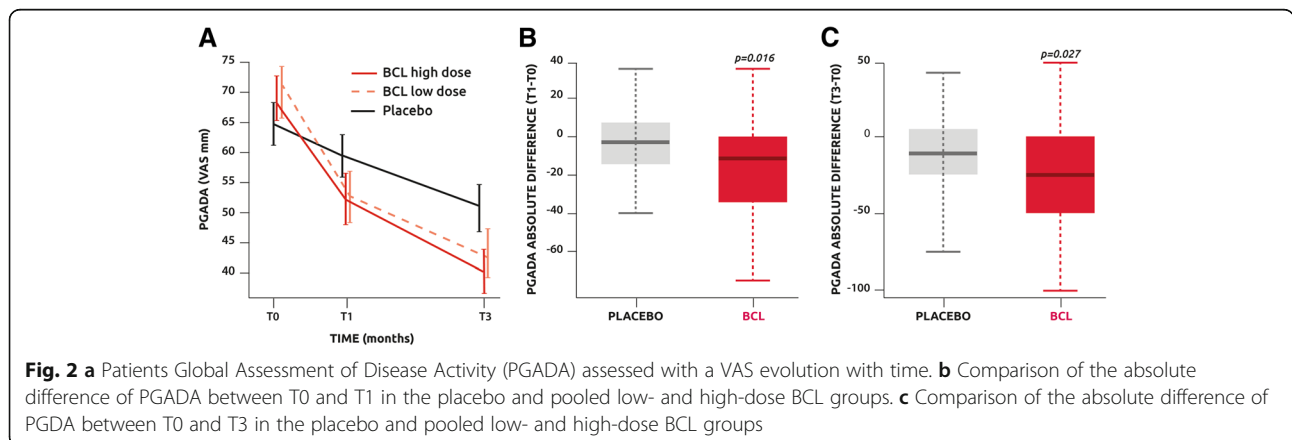 A
75
70
65
60
55
50
45
40
PGADA (VAS mm)
BCL high dose
BCL low dose
Placebo
T0 T1 T3
TIME (months)
B
p=0.016
40
20
0
-20
-40
-60
PGADA ABSOLUTE DIFFERENCE (T1-T0)
PLACEBO BCL
C
p=0.027
50
0
-50
-100
PGADA ABSOLUTE DIFFERENCE (T3-T0)
PLACEBO BCL
Fig. 2 a Patients Global Assessment of Disease Activity (PGADA) assessed with a VAS evolution with time. b Comparison of the absolute
difference of PGADA between T0 and T1 in the placebo and pooled low- and high-dose BCL groups. c Comparison of the absolute difference of
PGDA between T0 and T3 in the placebo and pooled low- and high-dose BCL groups